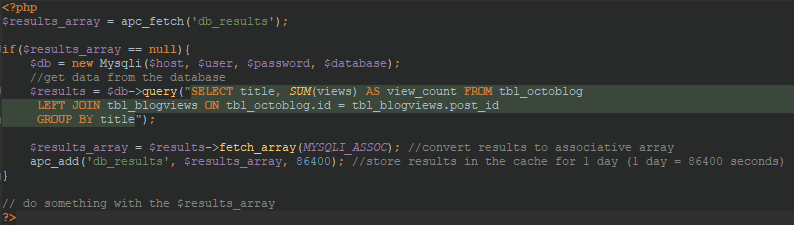 <?php
$results_array = apc_fetch('db_results');
if($results_array == null){
$db = new Mysqli($host, $user, $password, $database);
//get data from the database
$results = $db->query("SELECT title, SUM(views) AS view_count FROM tbl_octoblog
LEFT JOIN tbl_blogviews ON tbl_octoblog.id = tbl_blogviews.post_id
GROUP BY title");
$results_array = $results->fetch_array(MYSQLI_ASSOC); //convert results to associative array
apc_add('db_results', $results_array, 86400); //store results in the cache for 1 day (1 day = 86400 seconds)
}
// do something with the $results_array
?>